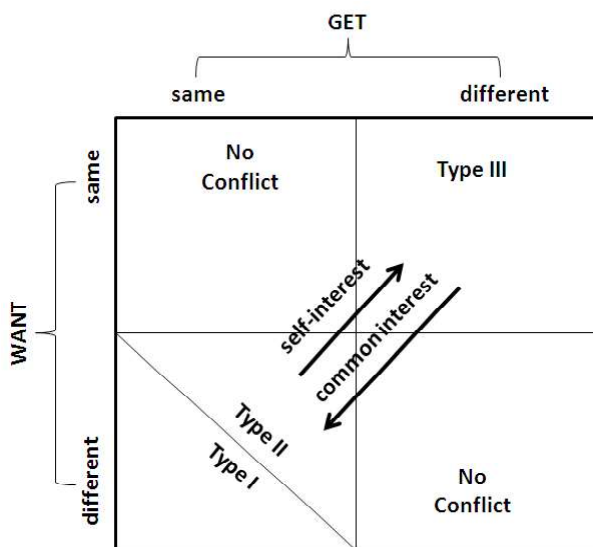 GET
same
different
WANT
same
different
No
Conflict
Type III
self-interest
common interest
Type II
Type I
No
Conflict